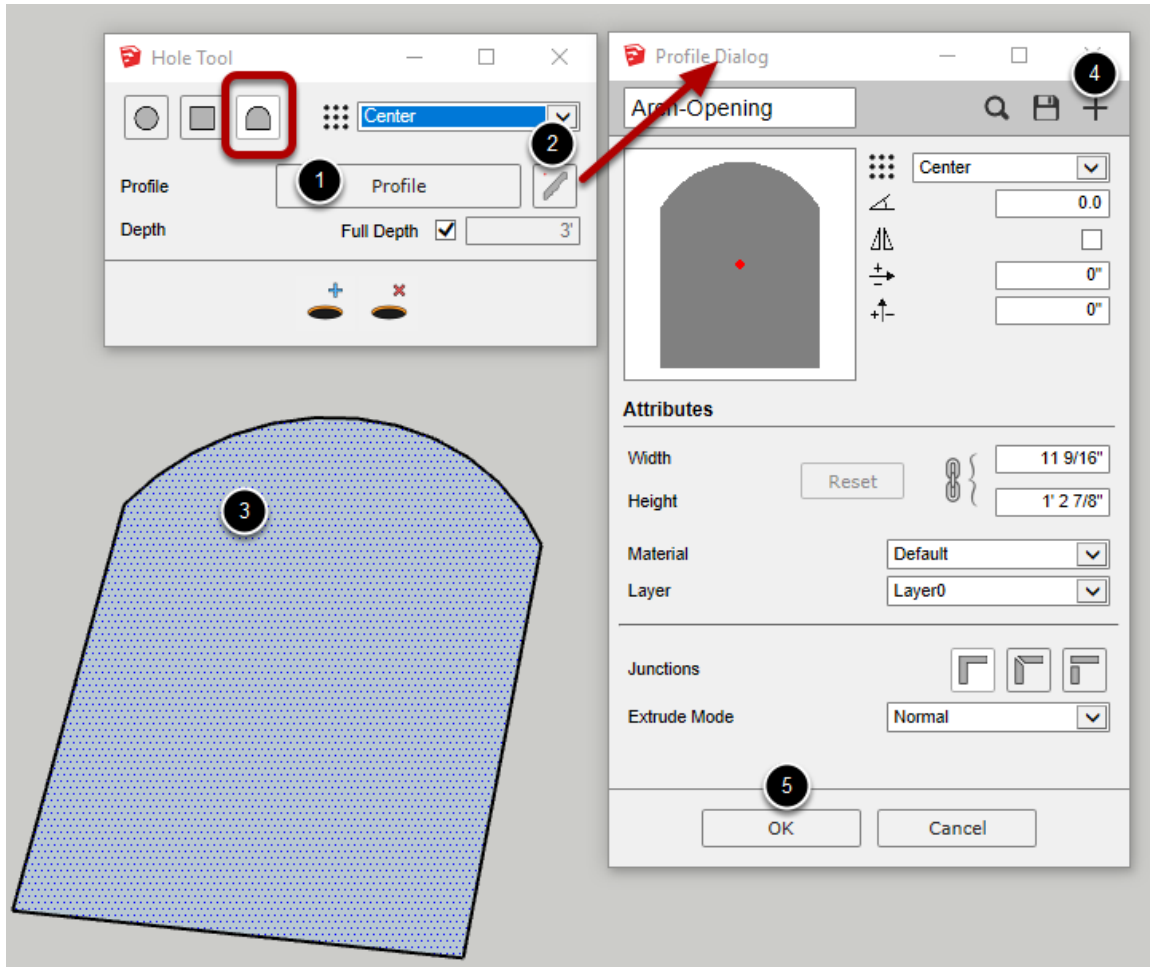 Hole Tool
Center
2
1
Profile
Profile
Depth
Full Depth
3'
3
Profile Dialog
4
Arch-Opening
Center
0.0
0"
0"
Attributes
Width
11 9/16"
Reset
Height
1' 2 7/8"
Material
Default
Layer
Layer0
Junctions
Extrude Mode
Normal
5
OK
Cancel